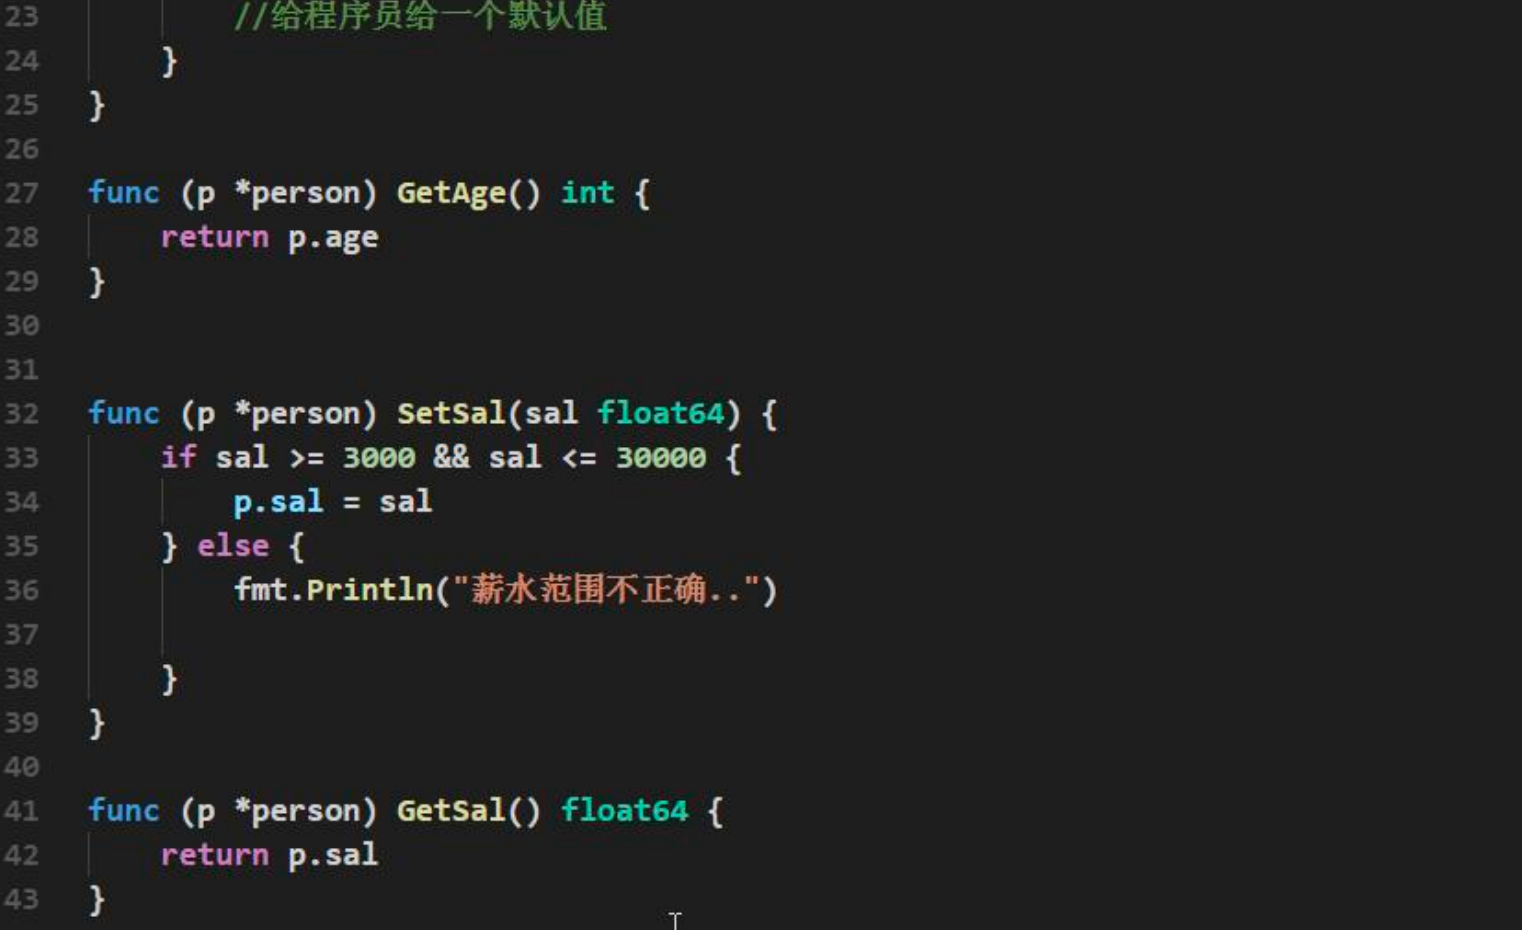 23 //给程序员给一个默认值
24 }
25 }
26
27 func (p *person) GetAge() int {
28 return p.age
29 }
30
31
32 func (p *person) SetSal(sal float64) {
33 if sal >= 3000 && sal <= 30000 {
34 p.sal = sal
35 } else {
36 fmt.Println("薪水范围不正确..")
37
38 }
39 }
40
41 func (p *person) GetSal() float64 {
42 return p.sal
43 }